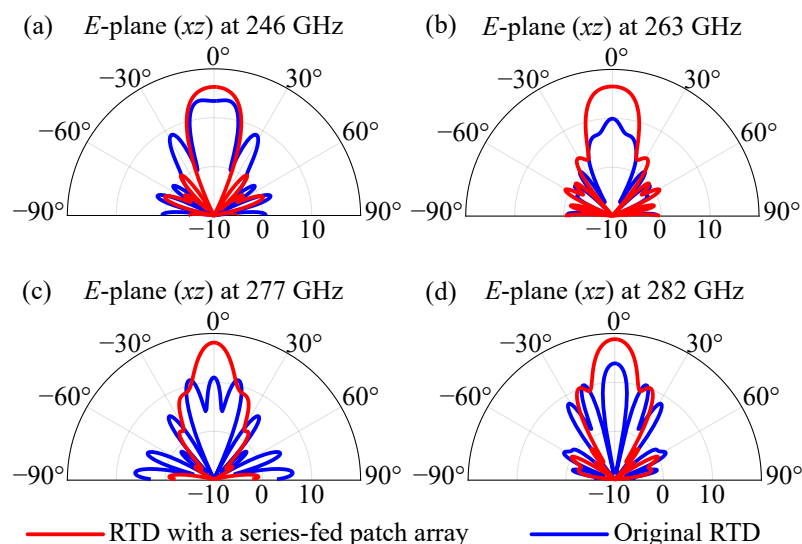 (a) E-plane (xz) at 246 GHz
0°
−30° 30°
−60° 60°
−90° 90°
−10 0 10
(b) E-plane (xz) at 263 GHz
0°
−30° 30°
−60° 60°
−90° 90°
−10 0 10
(c) E-plane (xz) at 277 GHz
0°
−30° 30°
−60° 60°
−90° 90°
−10 0 10
(d) E-plane (xz) at 282 GHz
0°
−30° 30°
−60° 60°
−90° 90°
−10 0 10
RTD with a series-fed patch array Original RTD